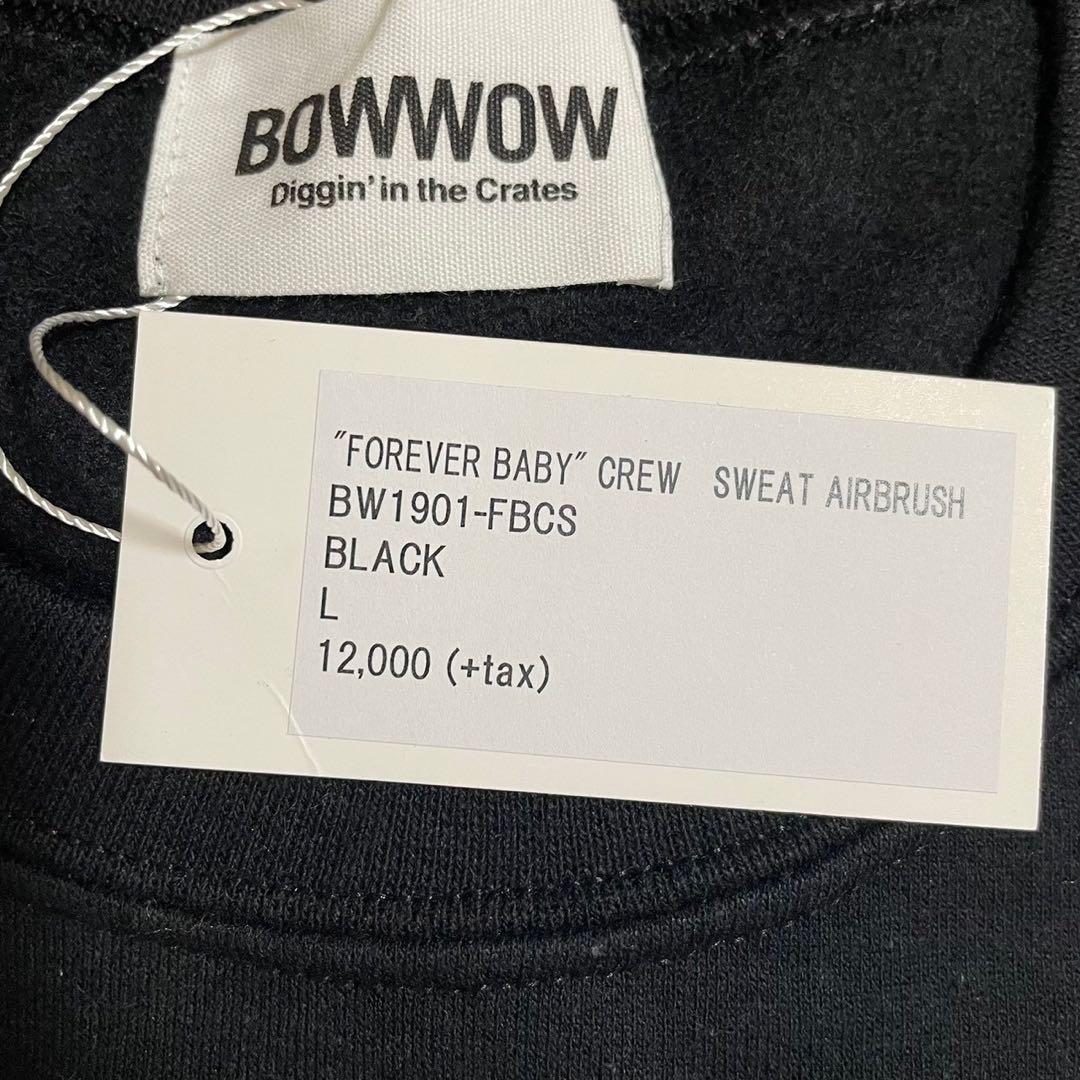 BOWWOW
Diggin' in the Crates
"FOREVER BABY" CREW SWEAT AIRBRUSH
BW1901-FBCS
BLACK
L
12,000 (+tax)